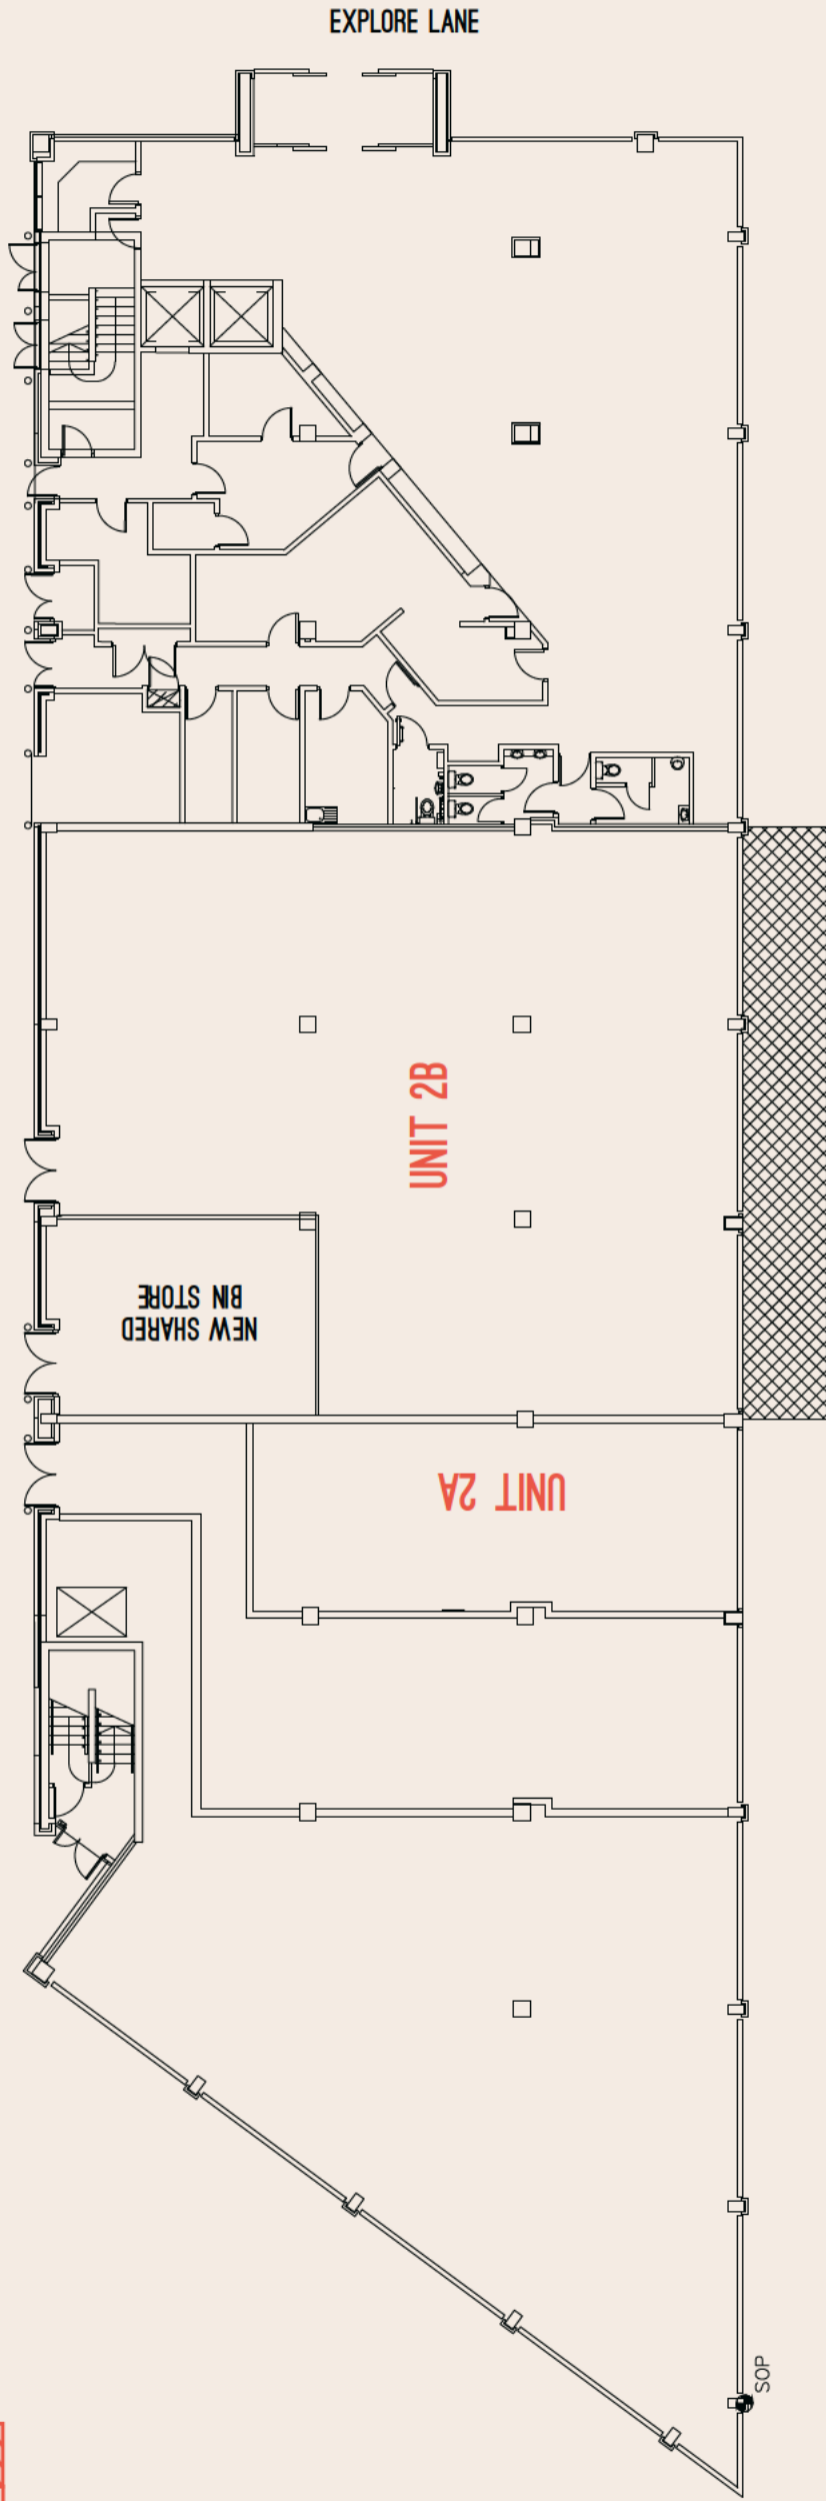 EXPLORE LANE
UNIT 2B
NEW SHARED
BIN STORE
UNIT 2A
SOP